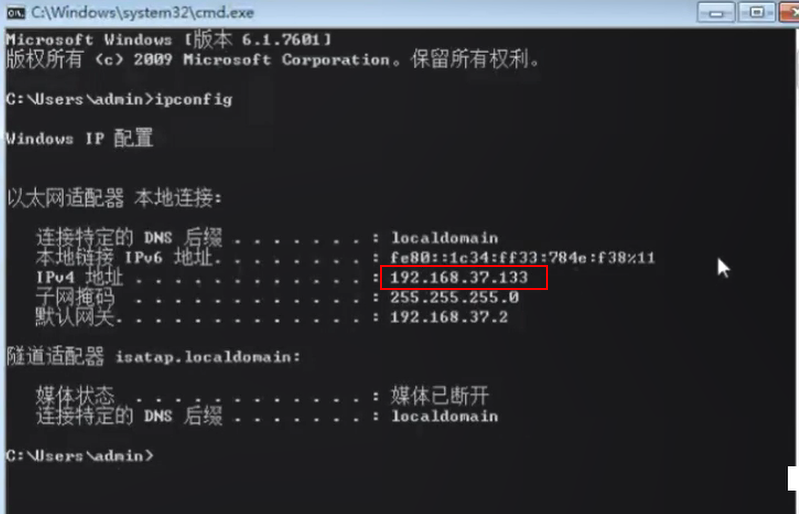 C:\Windows\system32\cmd.exe
Microsoft Windows [版本 6.1.7601]
版权所有 (c) 2009 Microsoft Corporation。保留所有权利。
C:\Users\admin>ipconfig
Windows IP 配置
以太网适配器 本地连接:
连接特定的 DNS 后缀 . . . . . . . : localdomain
本地链接 IPv6 地址. . . . . . . . : fe80::1c34:ff33:784e:f38%11
IPv4 地址 . . . . . . . . . . . . : 192.168.37.133
子网掩码  . . . . . . . . . . . . : 255.255.255.0
默认网关. . . . . . . . . . . . . : 192.168.37.2
隧道适配器 isatap.localdomain:
媒体状态  . . . . . . . . . . . . : 媒体已断开
连接特定的 DNS 后缀 . . . . . . . : localdomain
C:\Users\admin>